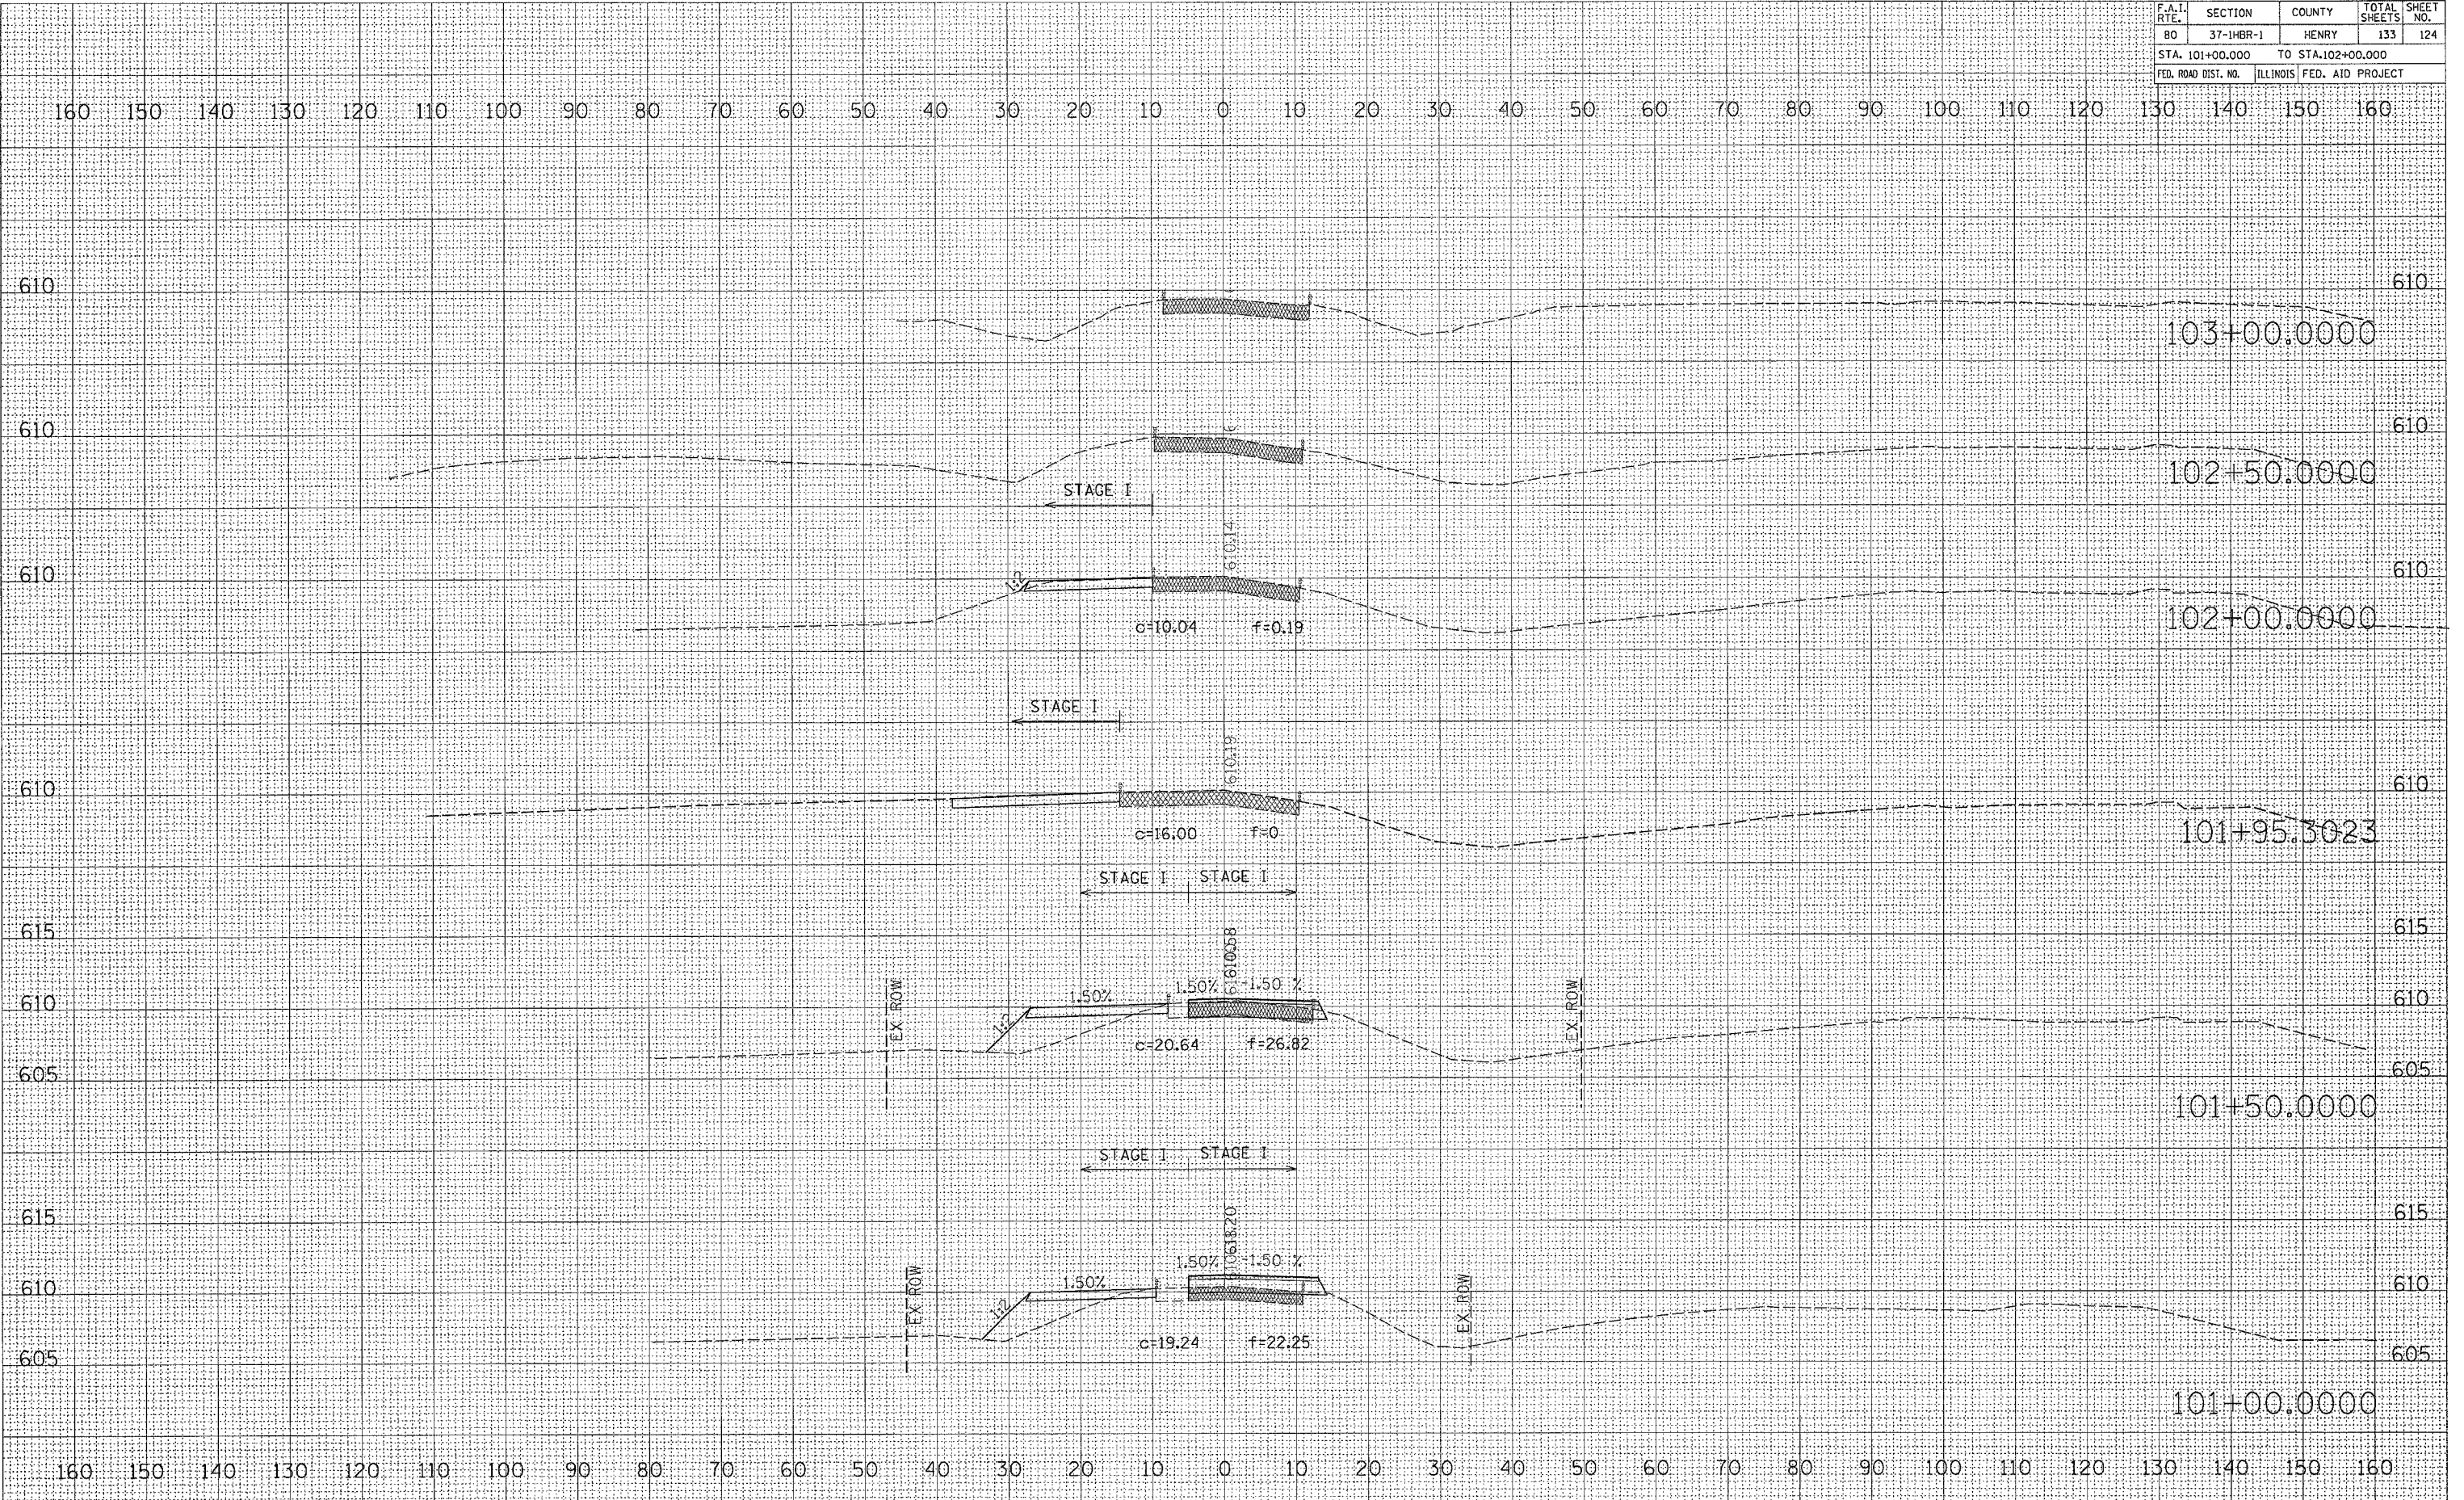 F.A.I. RTE. SECTION COUNTY TOTAL SHEETS SHEET NO.
80 37-1HBR-1 HENRY 133 124
STA. 101+00.000 TO STA.102+00.000
FED. ROAD DIST. NO. ILLINOIS FED. AID PROJECT
160 150 140 130 120 110 100 90 80 70 60 50 40 30 20 10 0 10 20 30 40 50 60 70 80 90 100 110 120 130 140 150 160
610 610
103+00.0000
610 610
102+50.0000
STAGE I
610.14
610 1:2 610
102+00.0000
c=10.04 f=0.19
STAGE I
610.19
610 610
101+95.3023
c=16.00 f=0
STAGE I STAGE I
615 615
EX ROW 1.50% 1.50% -1.50 % EX ROW
610 1:2 610
c=20.64 f=26.82
605 605
101+50.0000
STAGE I STAGE I
615 615
1.50% -1.50 %
EX ROW 1.50% EX ROW
610 1:2 610
c=19.24 f=22.25
605 605
101+00.0000
160 150 140 130 120 110 100 90 80 70 60 50 40 30 20 10 0 10 20 30 40 50 60 70 80 90 100 110 120 130 140 150 160